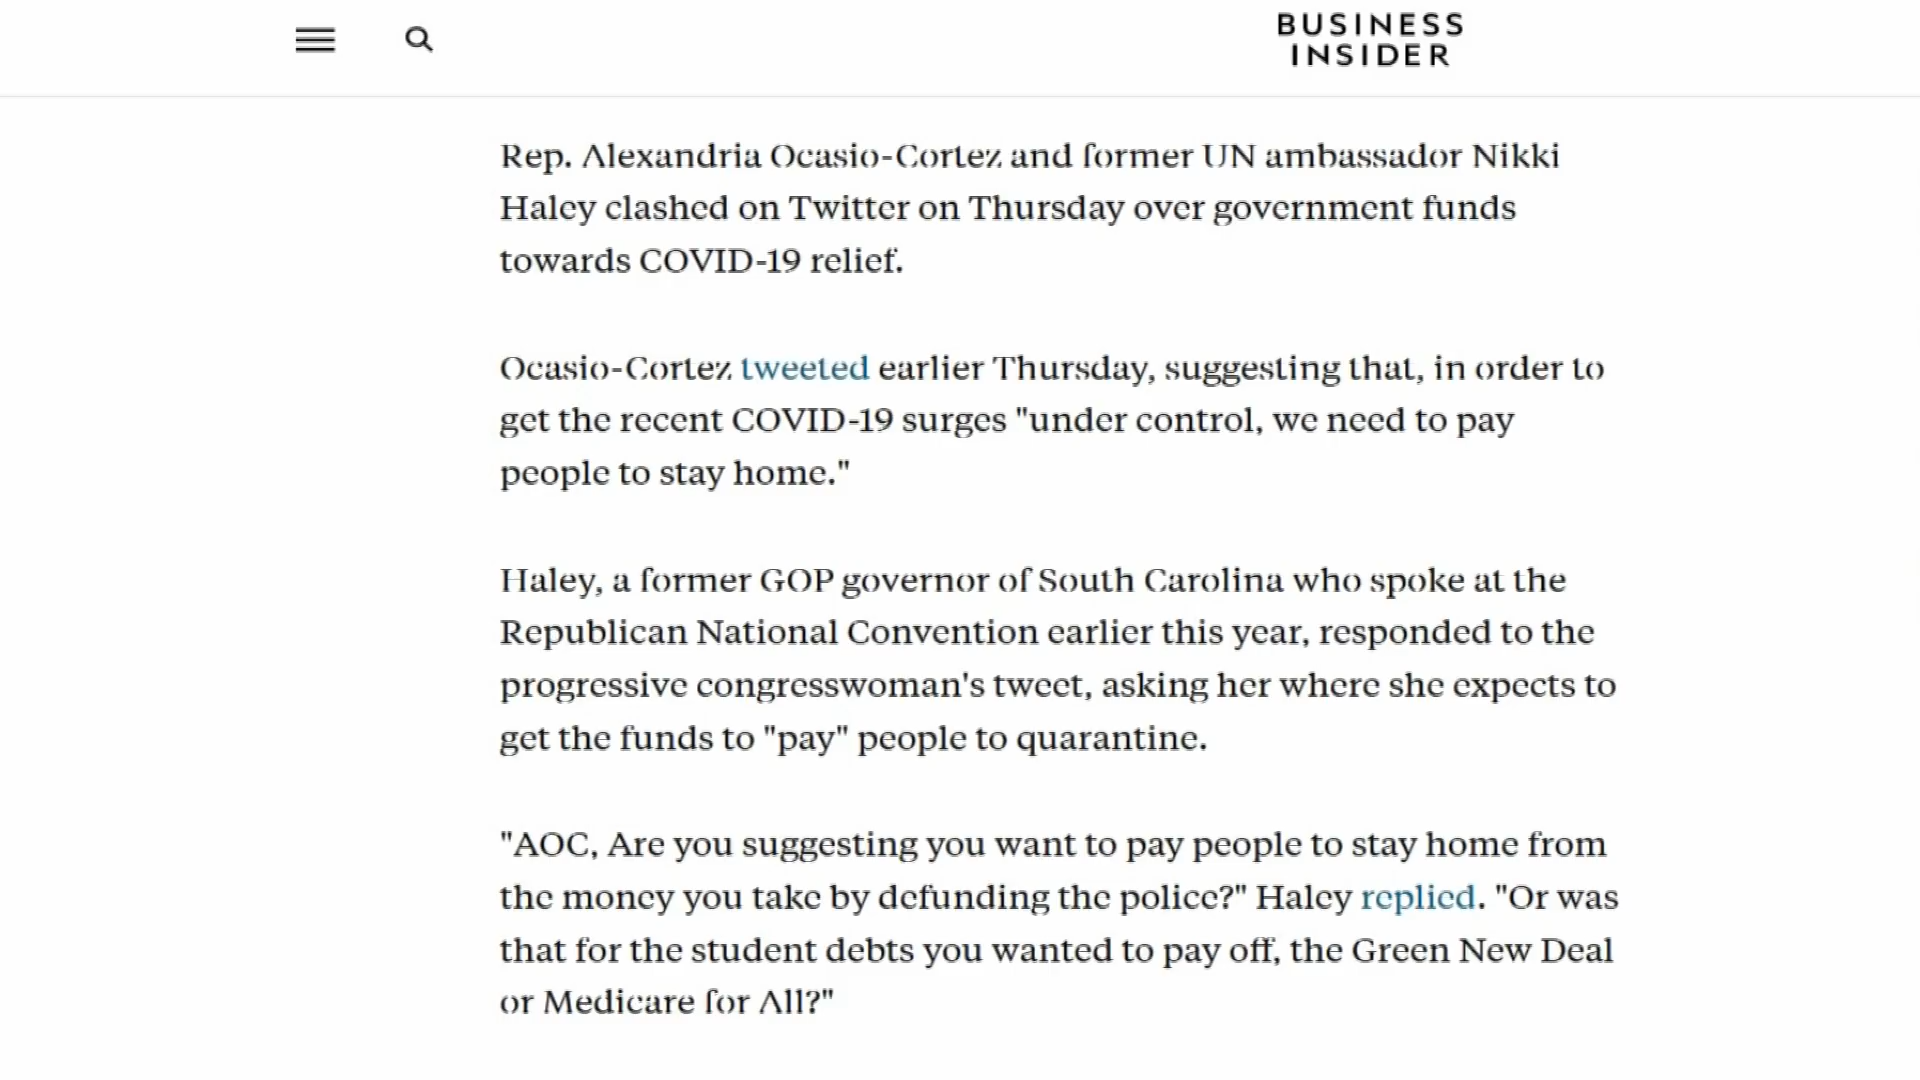 BUSINESS
INSIDER
Rep. Alexandria Ocasio-Cortez and former UN ambassador Nikki
Haley clashed on Twitter on Thursday over government funds
towards COVID-19 relief.
Ocasio-Cortez tweeted earlier Thursday, suggesting that, in order to
get the recent COVID-19 surges "under control, we need to pay
people to stay home."
Haley, a former GOP governor of South Carolina who spoke at the
Republican National Convention earlier this year, responded to the
progressive congresswoman's tweet, asking her where she expects to
get the funds to "pay" people to quarantine.
"AOC, Are you suggesting you want to pay people to stay home from
the money you take by defunding the police?" Haley replied. "Or was
that for the student debts you wanted to pay off, the Green New Deal
or Medicare for All?"